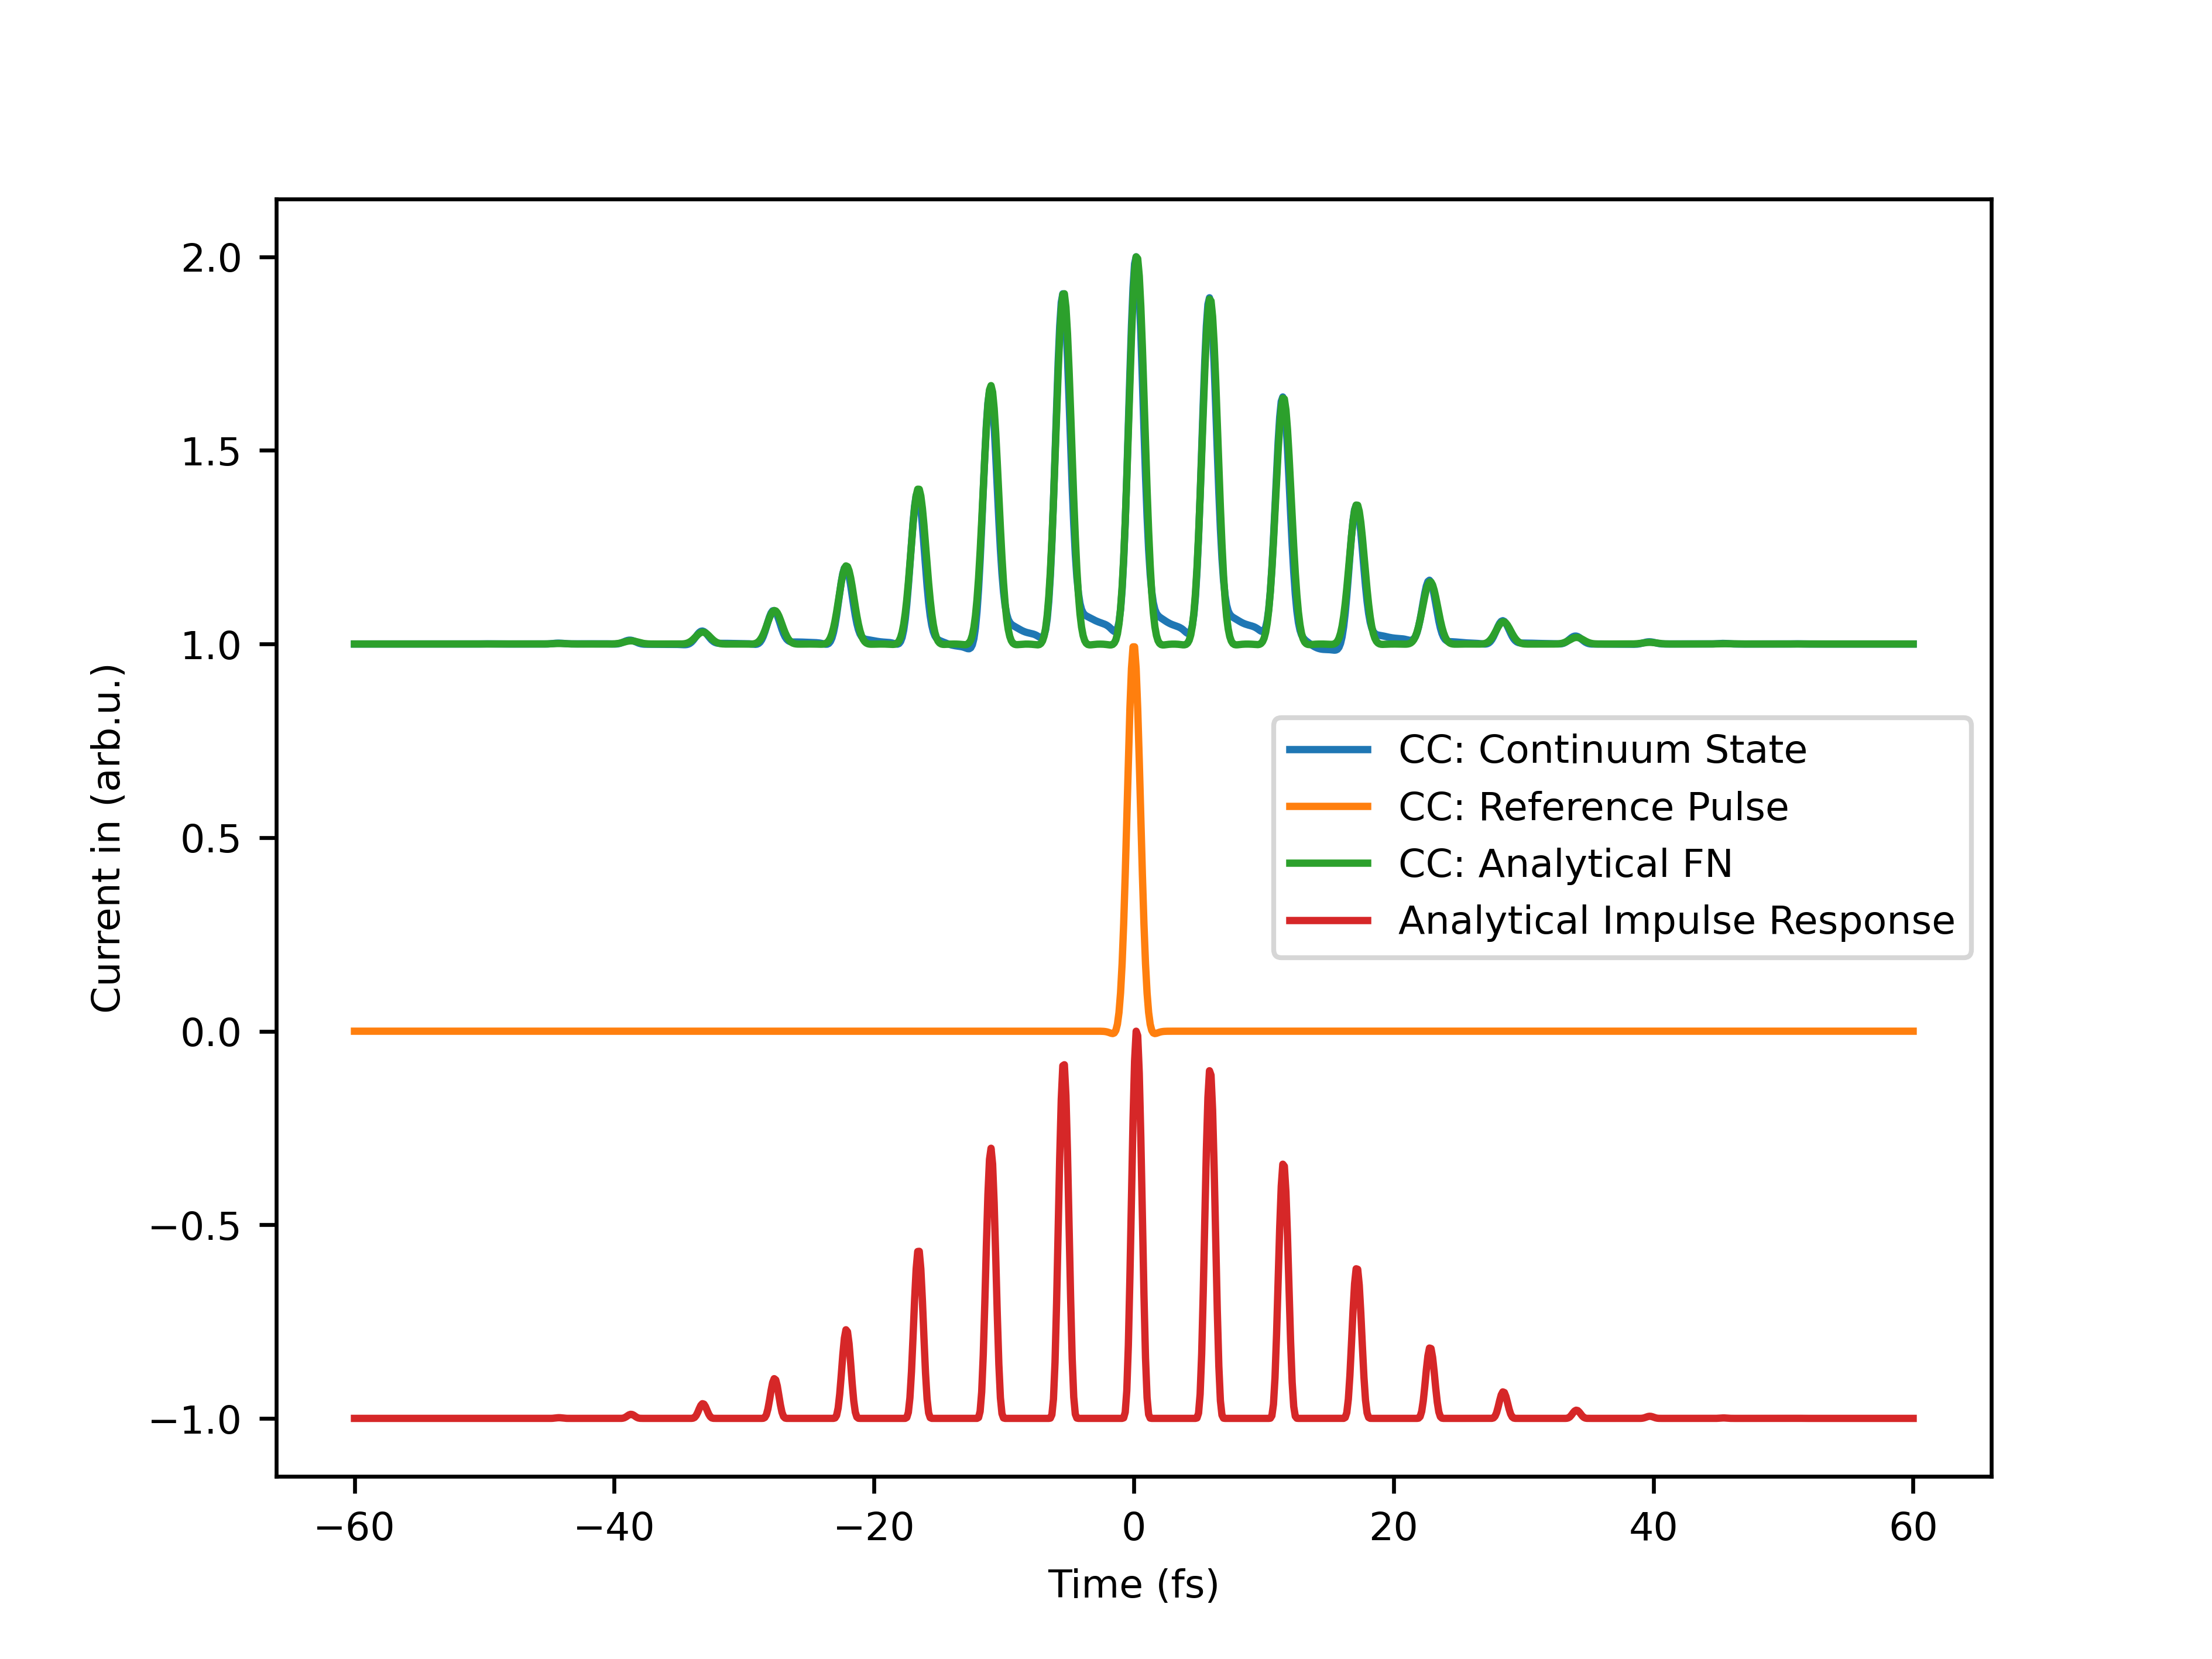 2.0
1.5
1.0
0.5
0.0
−0.5
−1.0
Current in (arb.u.)
CC: Continuum State
CC: Reference Pulse
CC: Analytical FN
Analytical Impulse Response
−60 −40 −20 0 20 40 60
Time (fs)